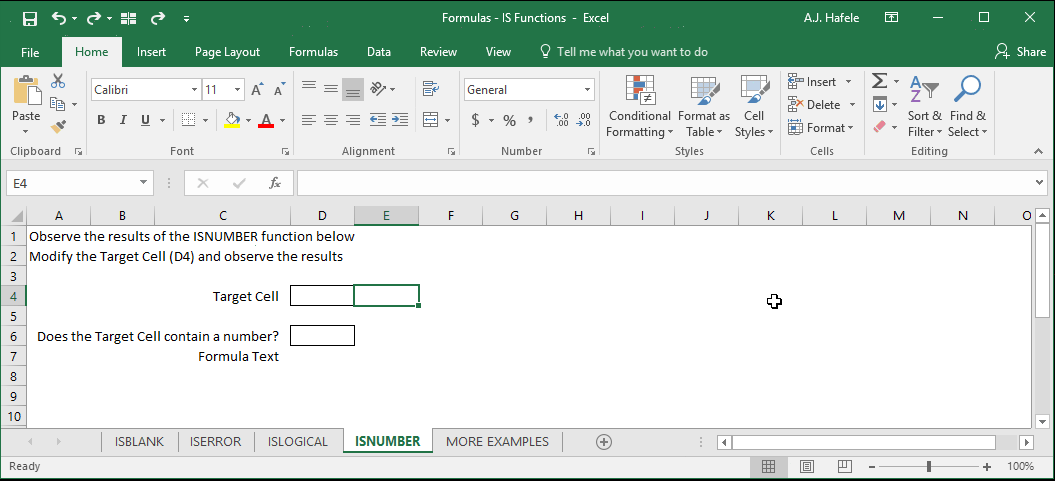 Formulas - IS Functions - Excel
A.J. Hafele
File Home Insert Page Layout Formulas Data Review View Tell me what you want to do Share
Paste
Calibri 11
B I U A
General
$ % ,
Conditional Formatting
Format as Table
Cell Styles
Insert
Delete
Format
Sort & Filter
Find & Select
Clipboard Font Alignment Number Styles Cells Editing
E4 fx
A B C D E F G H I J K L M N O
1 Observe the results of the ISNUMBER function below
2 Modify the Target Cell (D4) and observe the results
3
4 Target Cell
5
6 Does the Target Cell contain a number?
7 Formula Text
8
9
10
ISBLANK ISERROR ISLOGICAL ISNUMBER MORE EXAMPLES
Ready 100%